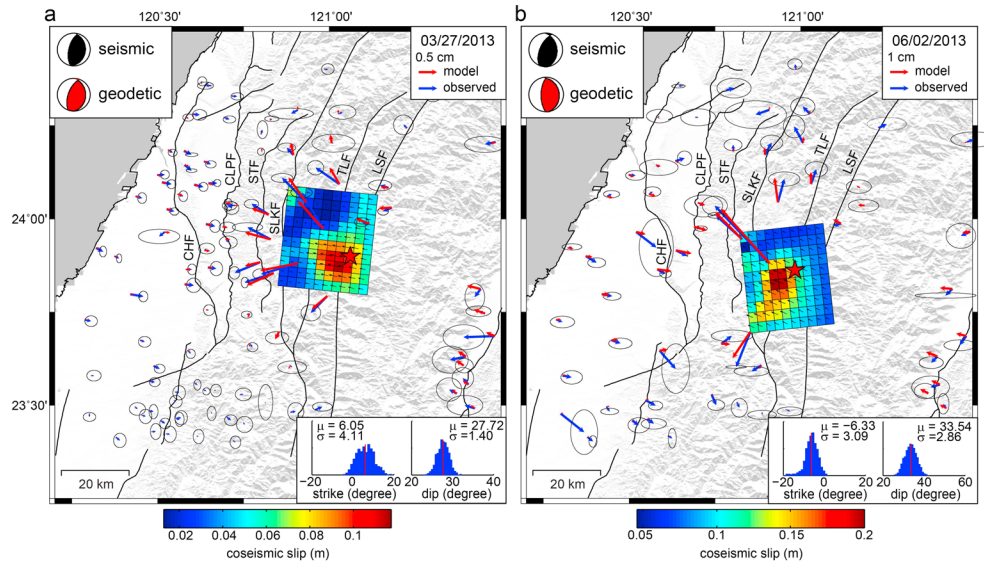 a
120°30'
121°00'
seismic
geodetic
03/27/2013
0.5 cm
model
observed
CHF
CLPF
STF
SLKF
TLF
LSF
24°00'
23°30'
20 km
μ = 6.05
σ = 4.11
−20 0 20
strike (degree)
μ = 27.72
σ = 1.40
20 30 40
dip (degree)
0.02 0.04 0.06 0.08 0.1
coseismic slip (m)
b
120°30'
121°00'
seismic
geodetic
06/02/2013
1 cm
model
observed
CHF
CLPF
STF
SLKF
TLF
LSF
20 km
μ = −6.33
σ = 3.09
−20 0 20
strike (degree)
μ = 33.54
σ =2.86
20 40 60
dip (degree)
0.05 0.1 0.15 0.2
coseismic slip (m)